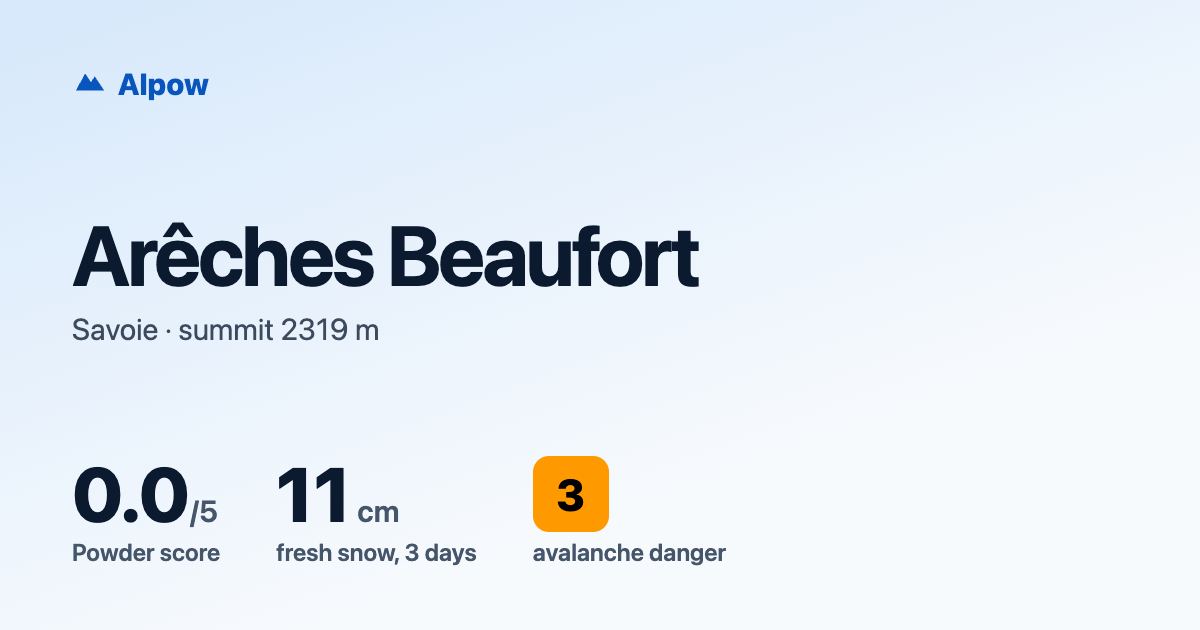 Alpow
Arêches Beaufort
Savoie · summit 2319 m
0.0/5
Powder score
11 cm
fresh snow, 3 days
3
avalanche danger